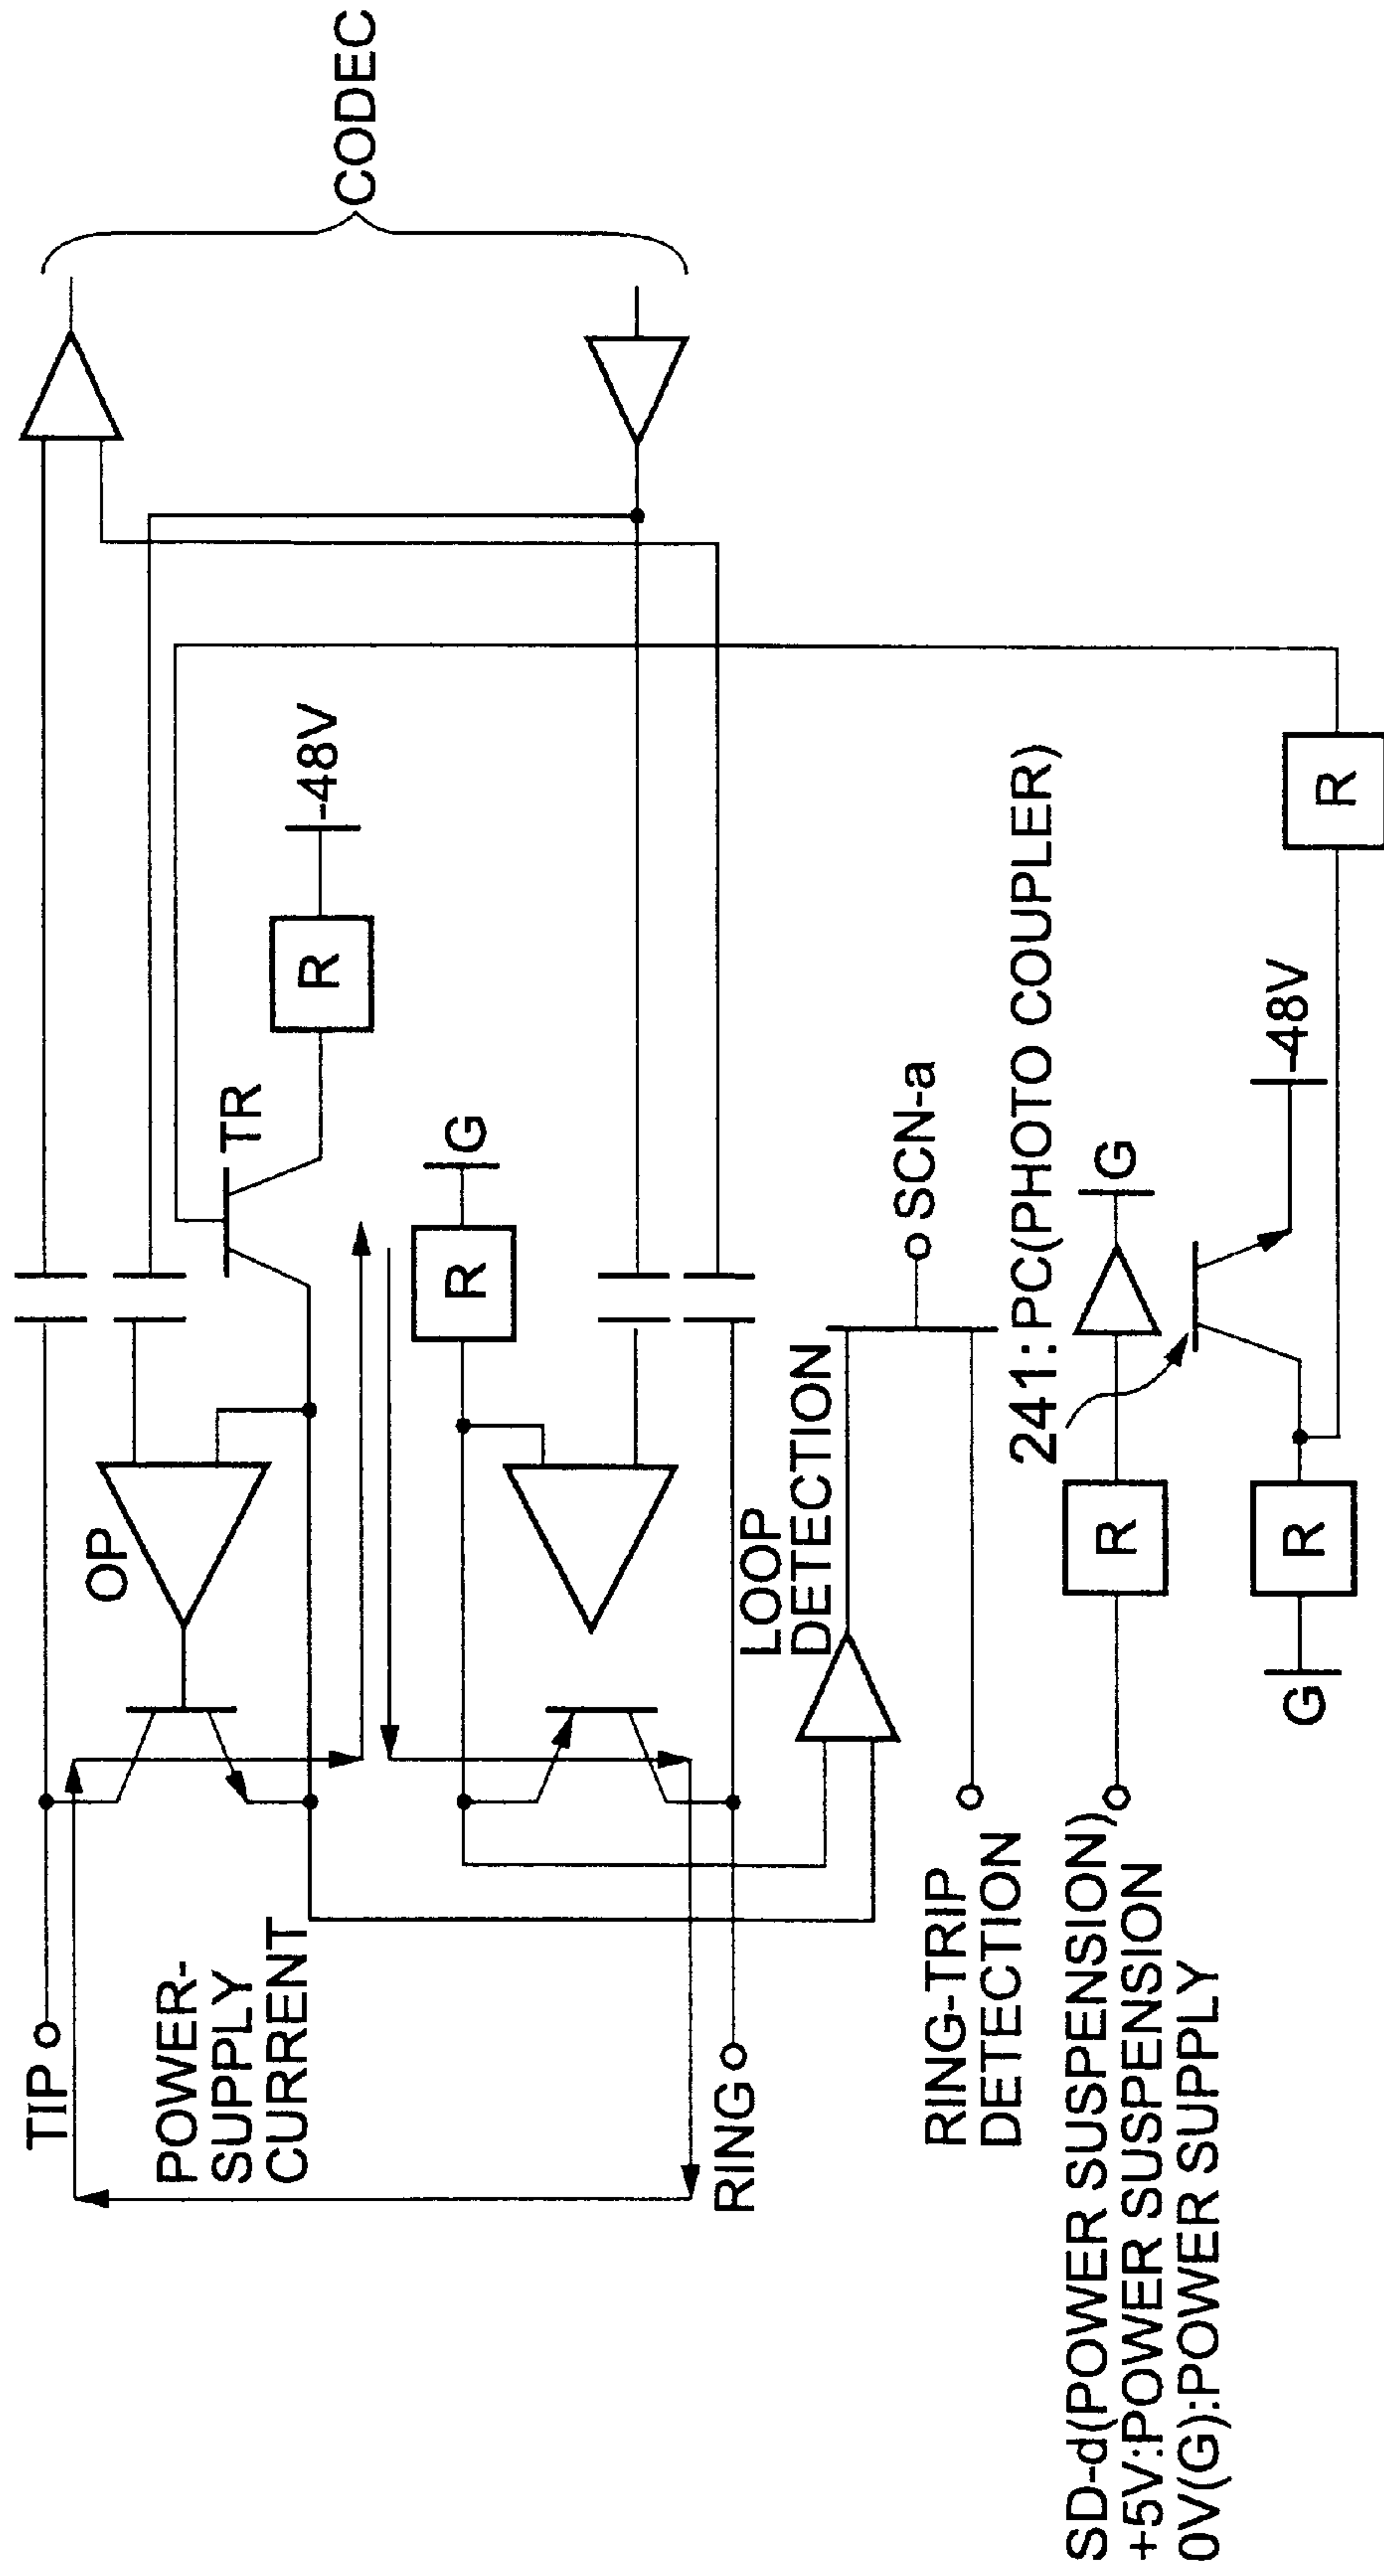 TIP
POWER-
SUPPLY
CURRENT
OP
TR
R
-48V
CODEC
R
G
RING
LOOP
DETECTION
SCN-a
RING-TRIP
DETECTION
241: PC(PHOTO COUPLER)
SD-d(POWER SUSPENSION)
+5V:POWER SUSPENSION
0V(G):POWER SUPPLY
R
G
G
R
-48V
R